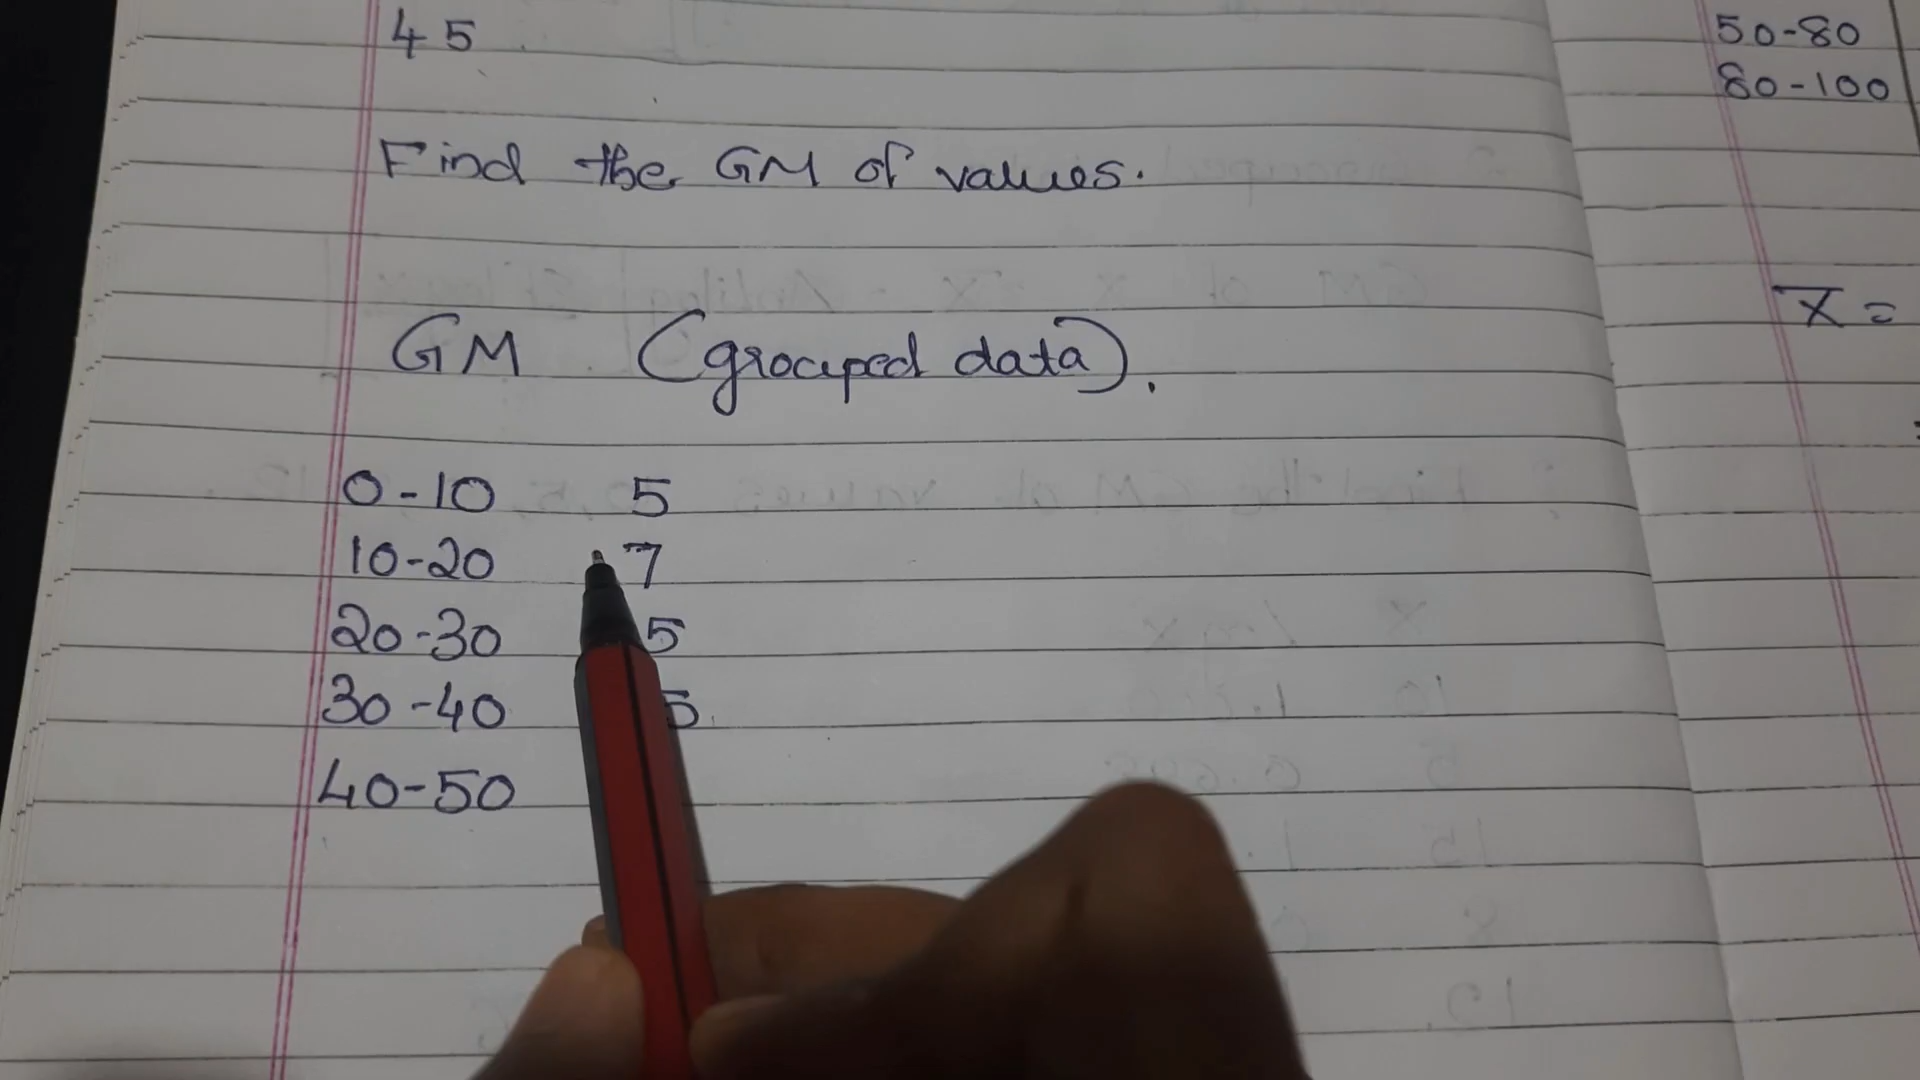 45
Find the GM of values.
GM (grouped data).
0-10 5
10-20 7
20-30
30-40
40-50
50-80
80-100
X̄ =